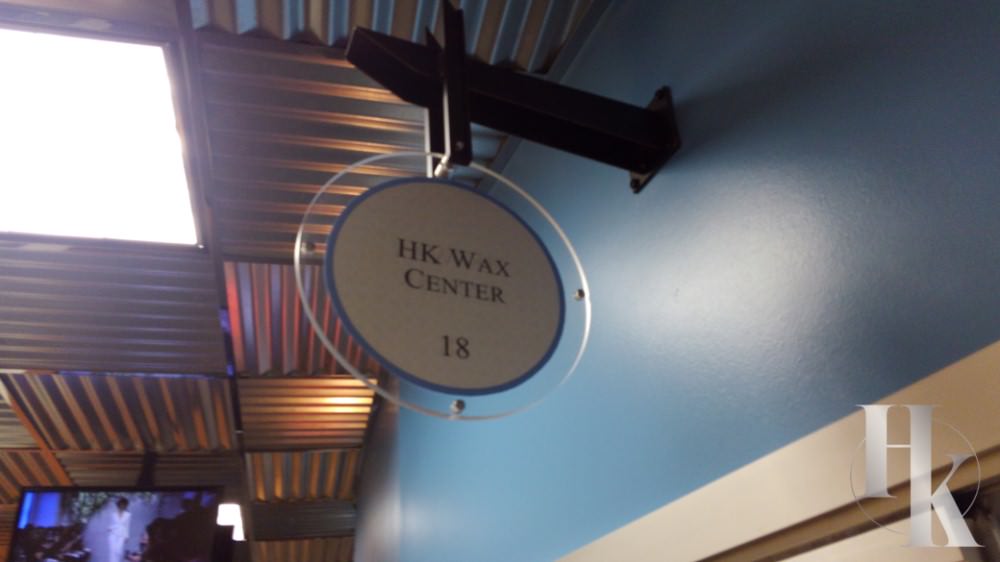 HK WAX
CENTER
18
HK